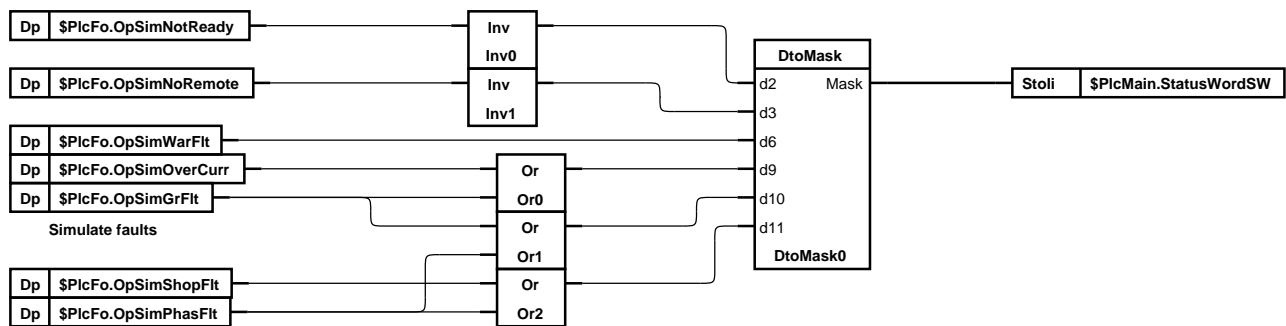 Dp $PlcFo.OpSimNotReady
Inv
Inv0
DtoMask
Dp $PlcFo.OpSimNoRemote
Inv
Inv1
d2 Mask
Stoli $PlcMain.StatusWordSW
d3
Dp $PlcFo.OpSimWarFlt
d6
Dp $PlcFo.OpSimOverCurr
Or
d9
Dp $PlcFo.OpSimGrFlt
Or0
d10
Simulate faults
Or
d11
Or1
DtoMask0
Dp $PlcFo.OpSimShopFlt
Or
Dp $PlcFo.OpSimPhasFlt
Or2